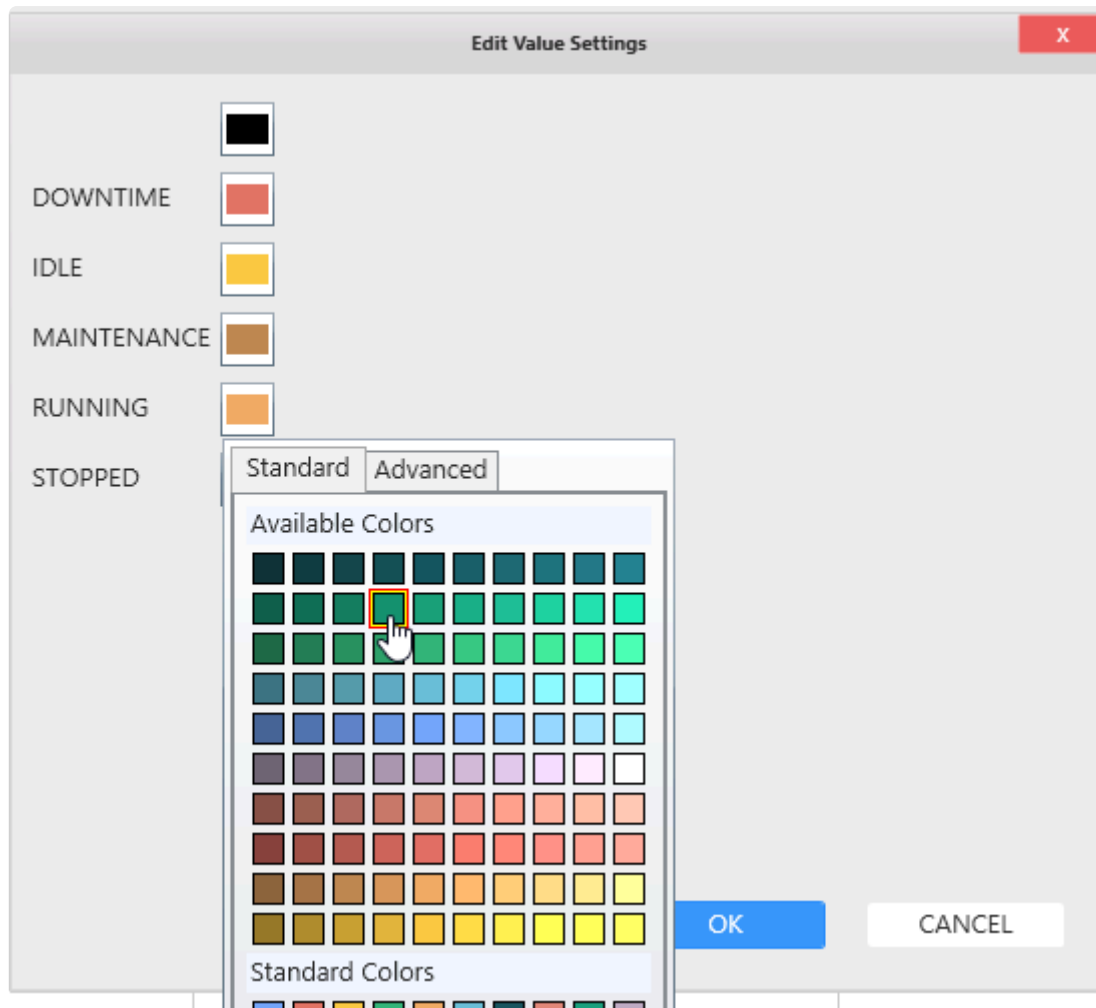 Edit Value Settings
X
DOWNTIME
IDLE
MAINTENANCE
RUNNING
STOPPED
Standard
Advanced
Available Colors
OK
CANCEL
Standard Colors